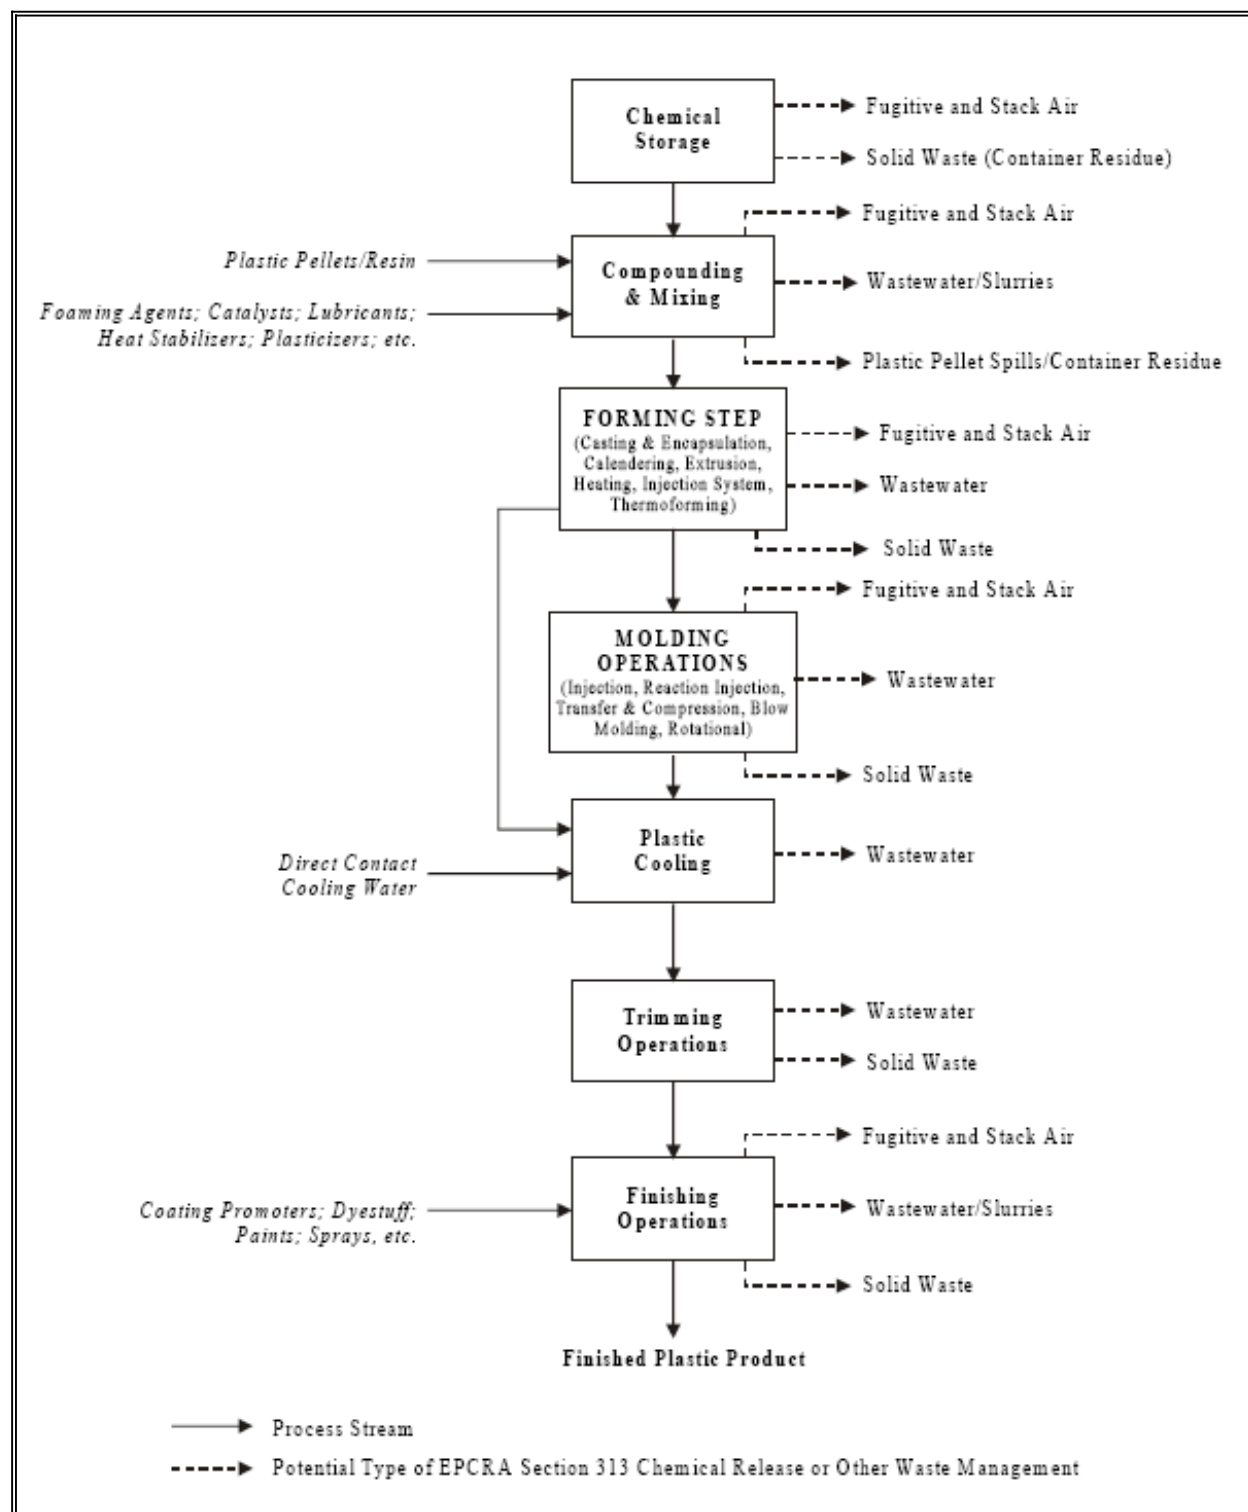 Chemical
Storage
Fugitive and Stack Air
Solid Waste (Container Residue)
Fugitive and Stack Air
Plastic Pellets/Resin
Compounding
& Mixing
Wastewater/Slurries
Foaming Agents; Catalysts; Lubricants;
Heat Stabilizers; Plasticizers; etc.
Plastic Pellet Spills/Container Residue
FORMING STEP
(Casting & Encapsulation,
Calendering, Extrusion,
Heating, Injection System,
Thermoforming)
Fugitive and Stack Air
Wastewater
Solid Waste
Fugitive and Stack Air
MOLDING
OPERATIONS
(Injection, Reaction Injection,
Transfer & Compression, Blow
Molding, Rotational)
Wastewater
Solid Waste
Plastic
Cooling
Wastewater
Direct Contact
Cooling Water
Trimming
Operations
Wastewater
Solid Waste
Fugitive and Stack Air
Coating Promoters; Dyestuff;
Paints; Sprays, etc.
Finishing
Operations
Wastewater/Slurries
Solid Waste
Finished Plastic Product
Process Stream
Potential Type of EPCRA Section 313 Chemical Release or Other Waste Management